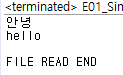 <terminated> E01_Sin
안녕
hello
FILE READ END